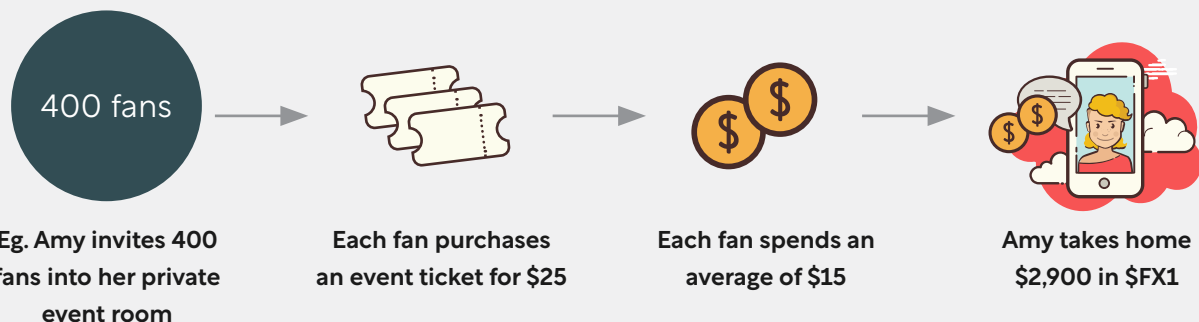 400 fans
Eg. Amy invites 400
fans into her private
event room
Each fan purchases
an event ticket for $25
Each fan spends an
average of $15
Amy takes home
$2,900 in $FX1